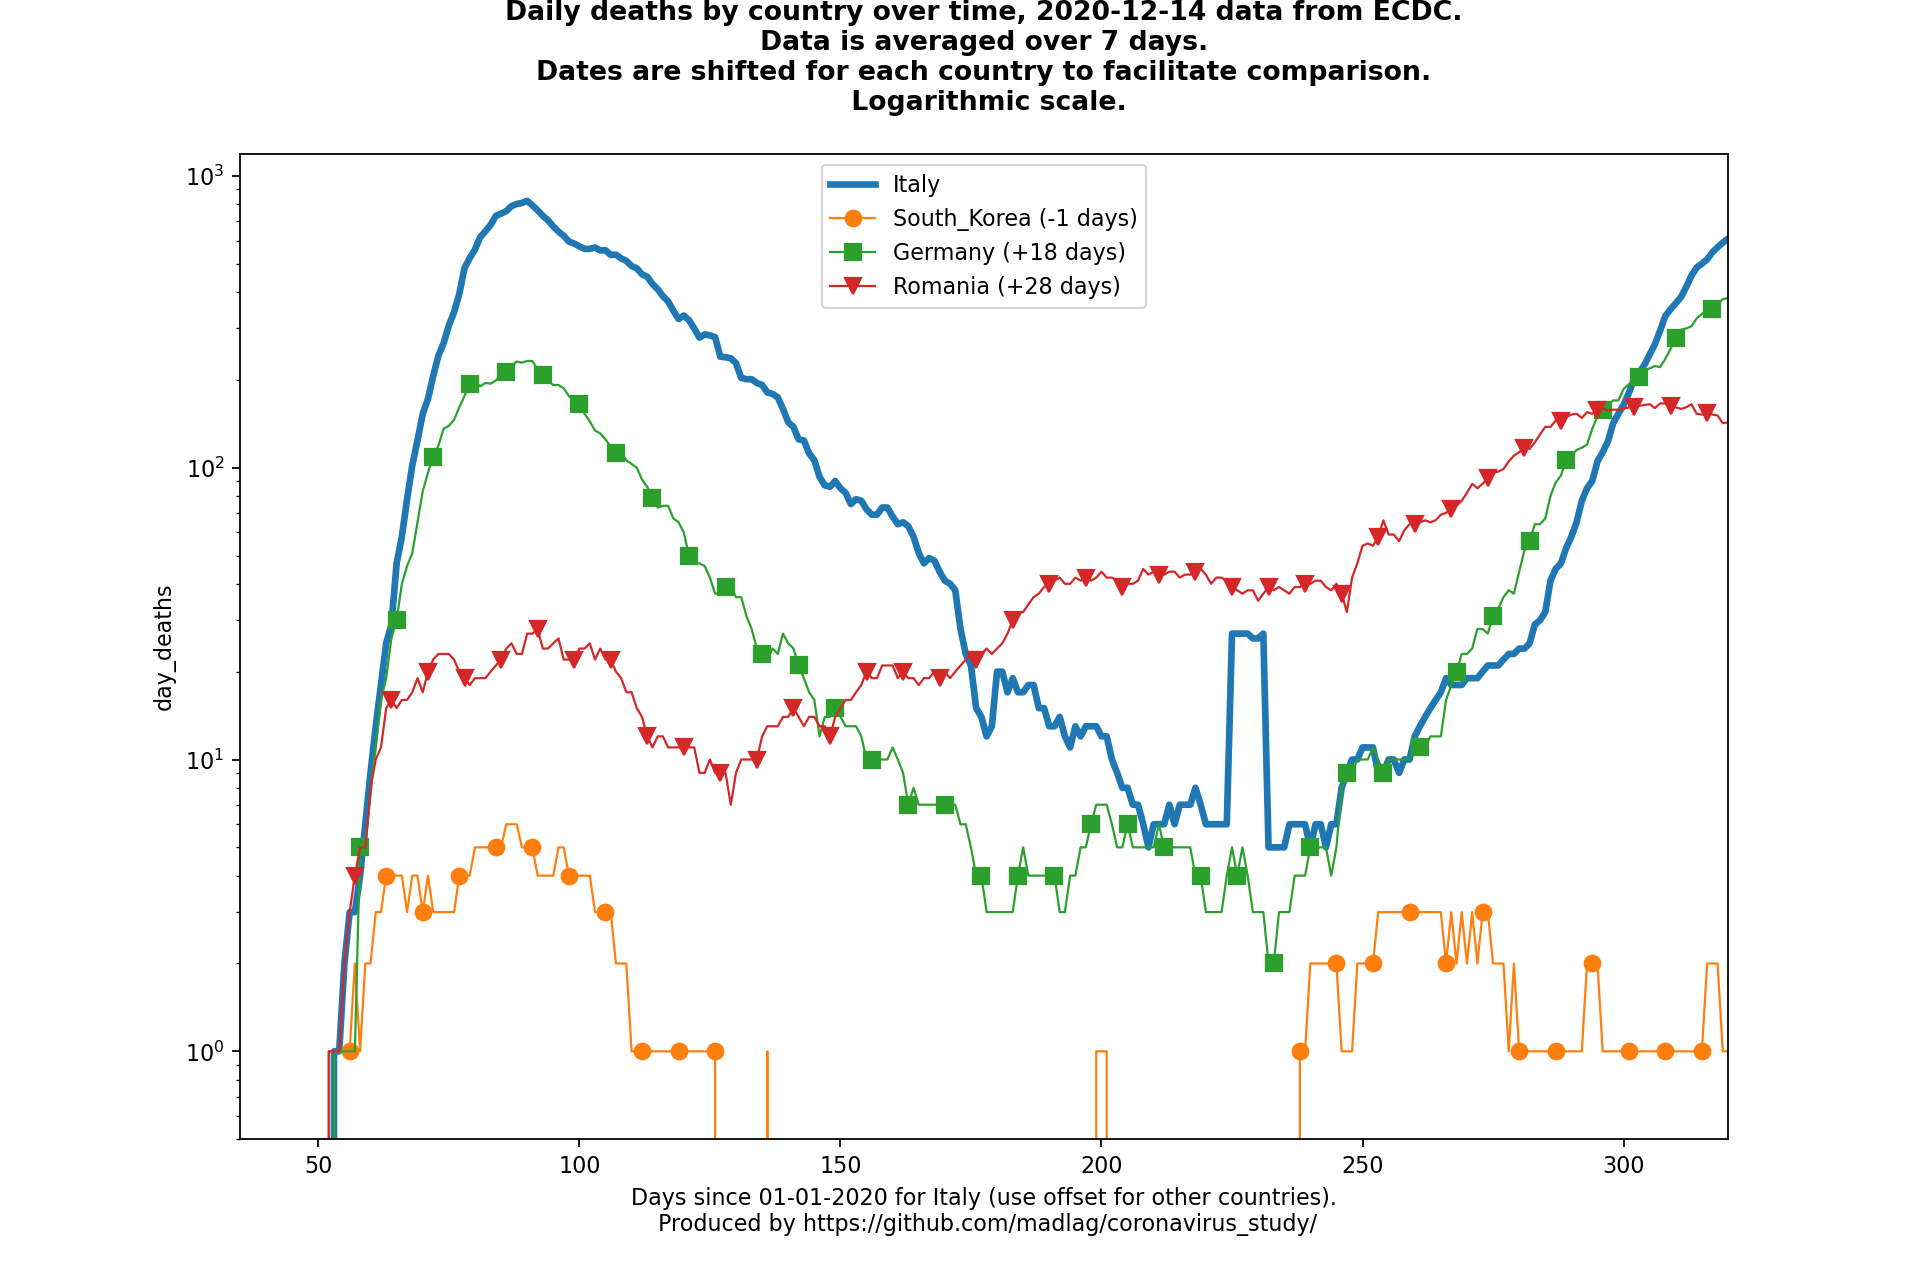 Daily deaths by country over time, 2020-12-14 data from ECDC.
Data is averaged over 7 days.
Dates are shifted for each country to facilitate comparison.
Logarithmic scale.
10³
10²
10¹
10⁰
day_deaths
Italy
South_Korea (-1 days)
Germany (+18 days)
Romania (+28 days)
50 100 150 200 250 300
Days since 01-01-2020 for Italy (use offset for other countries).
Produced by https://github.com/madlag/coronavirus_study/